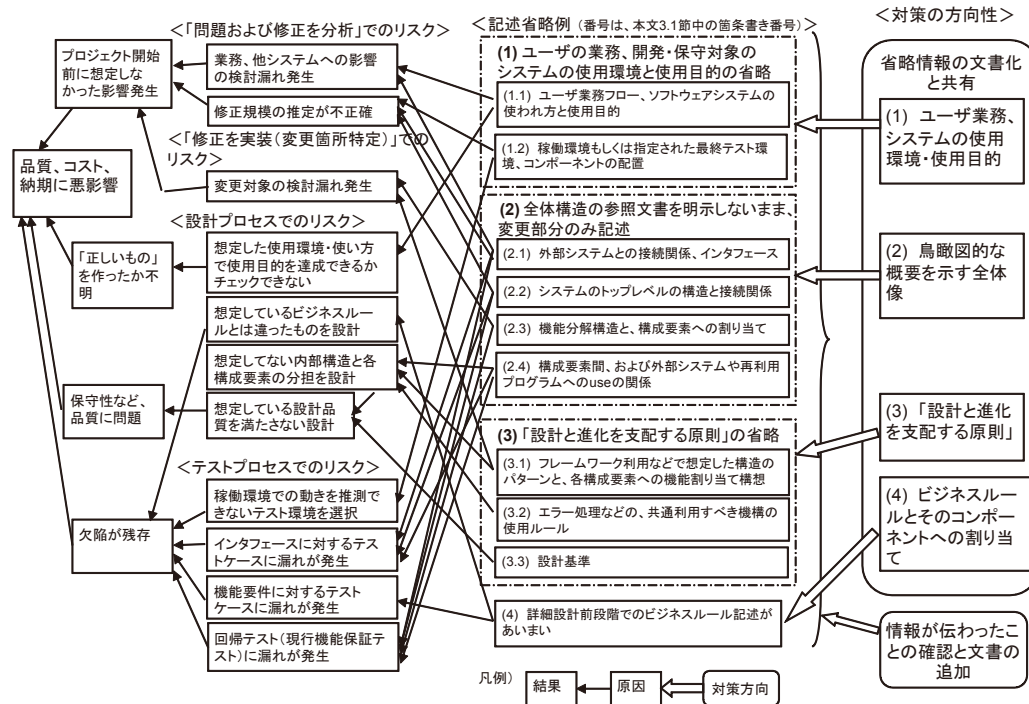 ＜「問題および修正を分析」でのリスク＞
プロジェクト開始
前に想定しな
かった影響発生
業務、他システムへの影響
の検討漏れ発生
修正規模の推定が不正確
＜「修正を実装（変更箇所特定）」での
リスク＞
品質、コスト、
納期に悪影響
変更対象の検討漏れ発生
＜設計プロセスでのリスク＞
「正しいもの」
を作ったか不
明
想定した使用環境・使い方
で使用目的を達成できるか
チェックできない
想定しているビジネスルー
ルとは違ったものを設計
想定してない内部構造と各
構成要素の分担を設計
保守性など、
品質に問題
想定している設計品
質を満たさない設計
＜テストプロセスでのリスク＞
稼働環境での動きを推測で
きないテスト環境を選択
欠陥が残存
インタフェースに対するテス
トケースに漏れが発生
機能要件に対するテスト
ケースに漏れが発生
回帰テスト（現行機能保証テ
スト）に漏れが発生
＜記述省略例（番号は、本文3.1節中の箇条書き番号）＞
(1) ユーザの業務、開発・保守対象の
システムの使用環境と使用目的の省略
(1.1) ユーザ業務フロー、ソフトウェアシステムの
使われ方と使用目的
(1.2) 稼働環境もしくは指定された最終テスト環
境、コンポーネントの配置
(2) 全体構造の参照文書を明示しないまま、
変更部分のみ記述
(2.1) 外部システムとの接続関係、インタフェース
(2.2) システムのトップレベルの構造と接続関係
(2.3) 機能分解構造と、構成要素への割り当て
(2.4) 構成要素間、および外部システムや再利用
プログラムへのuseの関係
(3) 「設計と進化を支配する原則」の省略
(3.1) フレームワーク利用などで想定した構造の
パターンと、各構成要素への機能割り当て構想
(3.2) エラー処理などの、共通利用すべき機構の
使用ルール
(3.3) 設計基準
(4) 詳細設計前段階でのビジネスルール記述が
あいまい
＜対策の方向性＞
省略情報の文書化
と共有
(1) ユーザ業務、
システムの使用
環境・使用目的
(2) 鳥瞰図的な
概要を示す全体
像
(3) 「設計と進化
を支配する原則」
(4) ビジネスルー
ルとそのコンポー
ネントへの割り当
て
情報が伝わったこ
との確認と文書の
追加
凡例）
結果
原因
対策方向